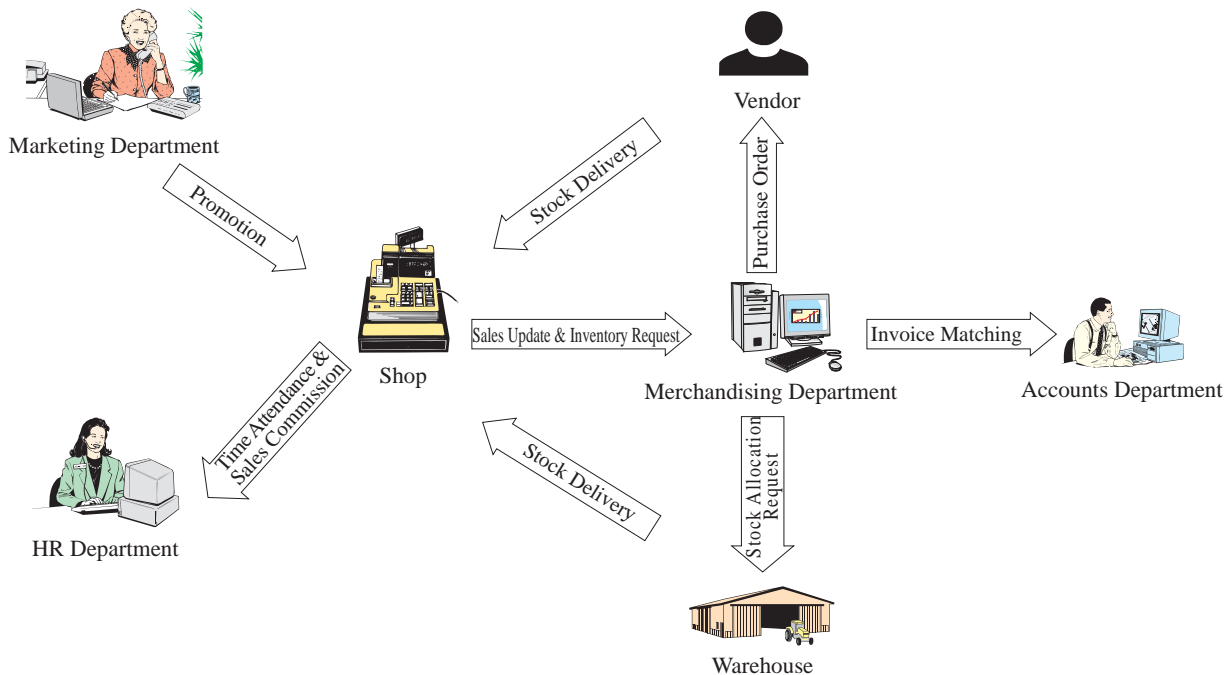 Vendor
Marketing Department
Promotion
Stock Delivery
Purchase Order
Sales Update & Inventory Request
Invoice Matching
Shop
Merchandising Department
Accounts Department
Time Attendance &
Sales Commission
Stock Delivery
Stock Allocation
Request
HR Department
Warehouse